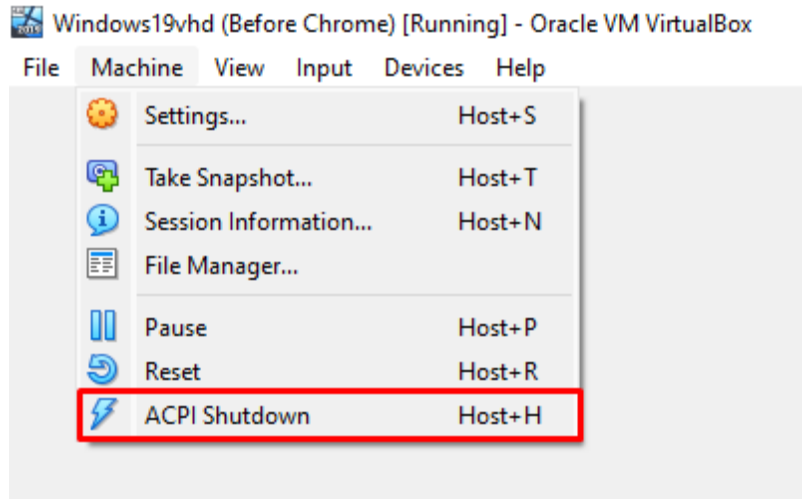 Windows19vhd (Before Chrome) [Running] - Oracle VM VirtualBox
File Machine View Input Devices Help
Settings... Host+S
Take Snapshot... Host+T
Session Information... Host+N
File Manager...
Pause Host+P
Reset Host+R
ACPI Shutdown Host+H